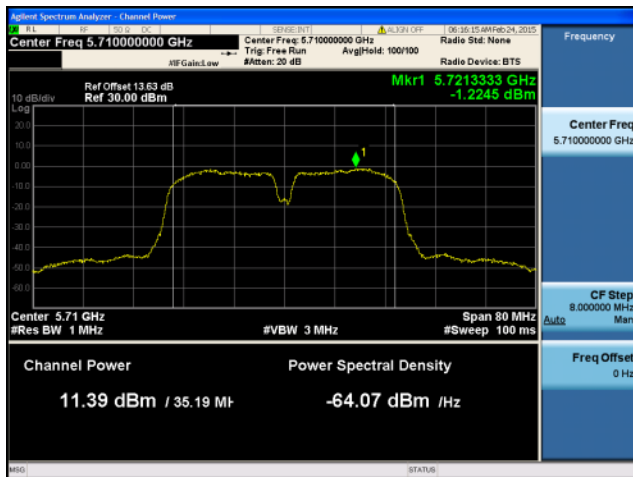 Agilent Spectrum Analyzer - Channel Power
RL RF 50 Ω DC SENSE:INT ALIGN OFF 06:16:15 AM Feb 24, 2015
Center Freq 5.710000000 GHz
Center Freq: 5.710000000 GHz Radio Std: None
Trig: Free Run Avg|Hold: 100/100
#IFGain:Low #Atten: 20 dB Radio Device: BTS
Frequency
Mkr1 5.7213333 GHz
-1.2245 dBm
Ref Offset 13.63 dB
10 dB/div Ref 30.00 dBm
Log
20.0
10.0
0.00
-10.0
-20.0
-30.0
-40.0
-50.0
-60.0
1
Center Freq
5.710000000 GHz
Center 5.71 GHz Span 80 MHz
#Res BW 1 MHz #VBW 3 MHz #Sweep 100 ms
CF Step
8.000000 MHz
Auto Man
Channel Power Power Spectral Density
11.39 dBm / 35.19 MH -64.07 dBm /Hz
Freq Offset
0 Hz
MSG STATUS